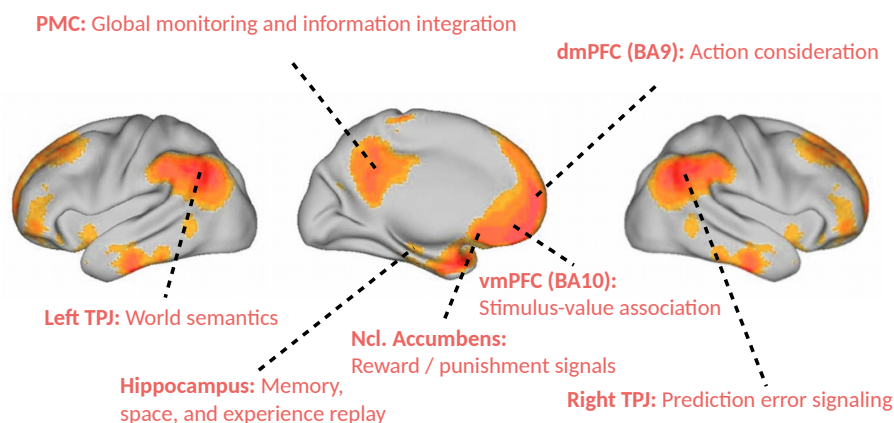 PMC: Global monitoring and information integration
dmPFC (BA9): Action consideration
vmPFC (BA10):
Stimulus-value association
Left TPJ: World semantics
Ncl. Accumbens:
Reward / punishment signals
Hippocampus: Memory,
space, and experience replay
Right TPJ: Prediction error signaling